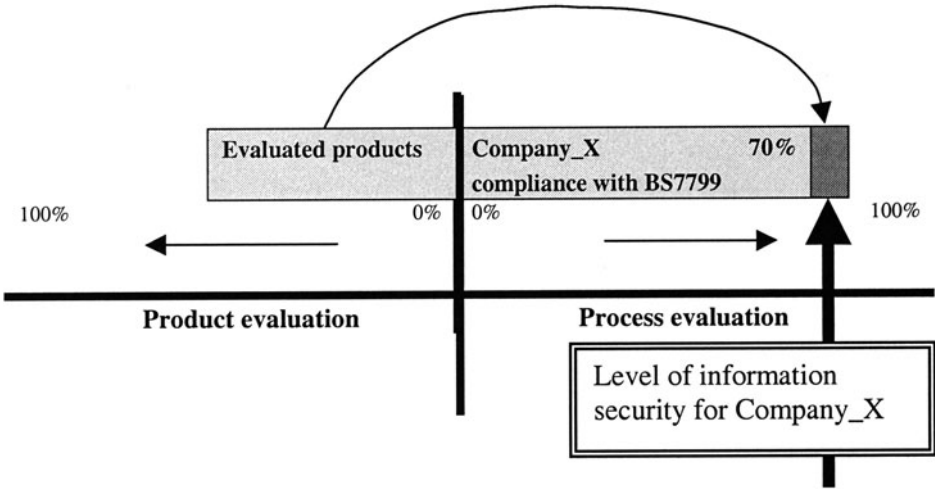 Evaluated products
Company_X 70%
compliance with BS7799
100%
0%
0%
100%
Product evaluation
Process evaluation
Level of information
security for Company_X